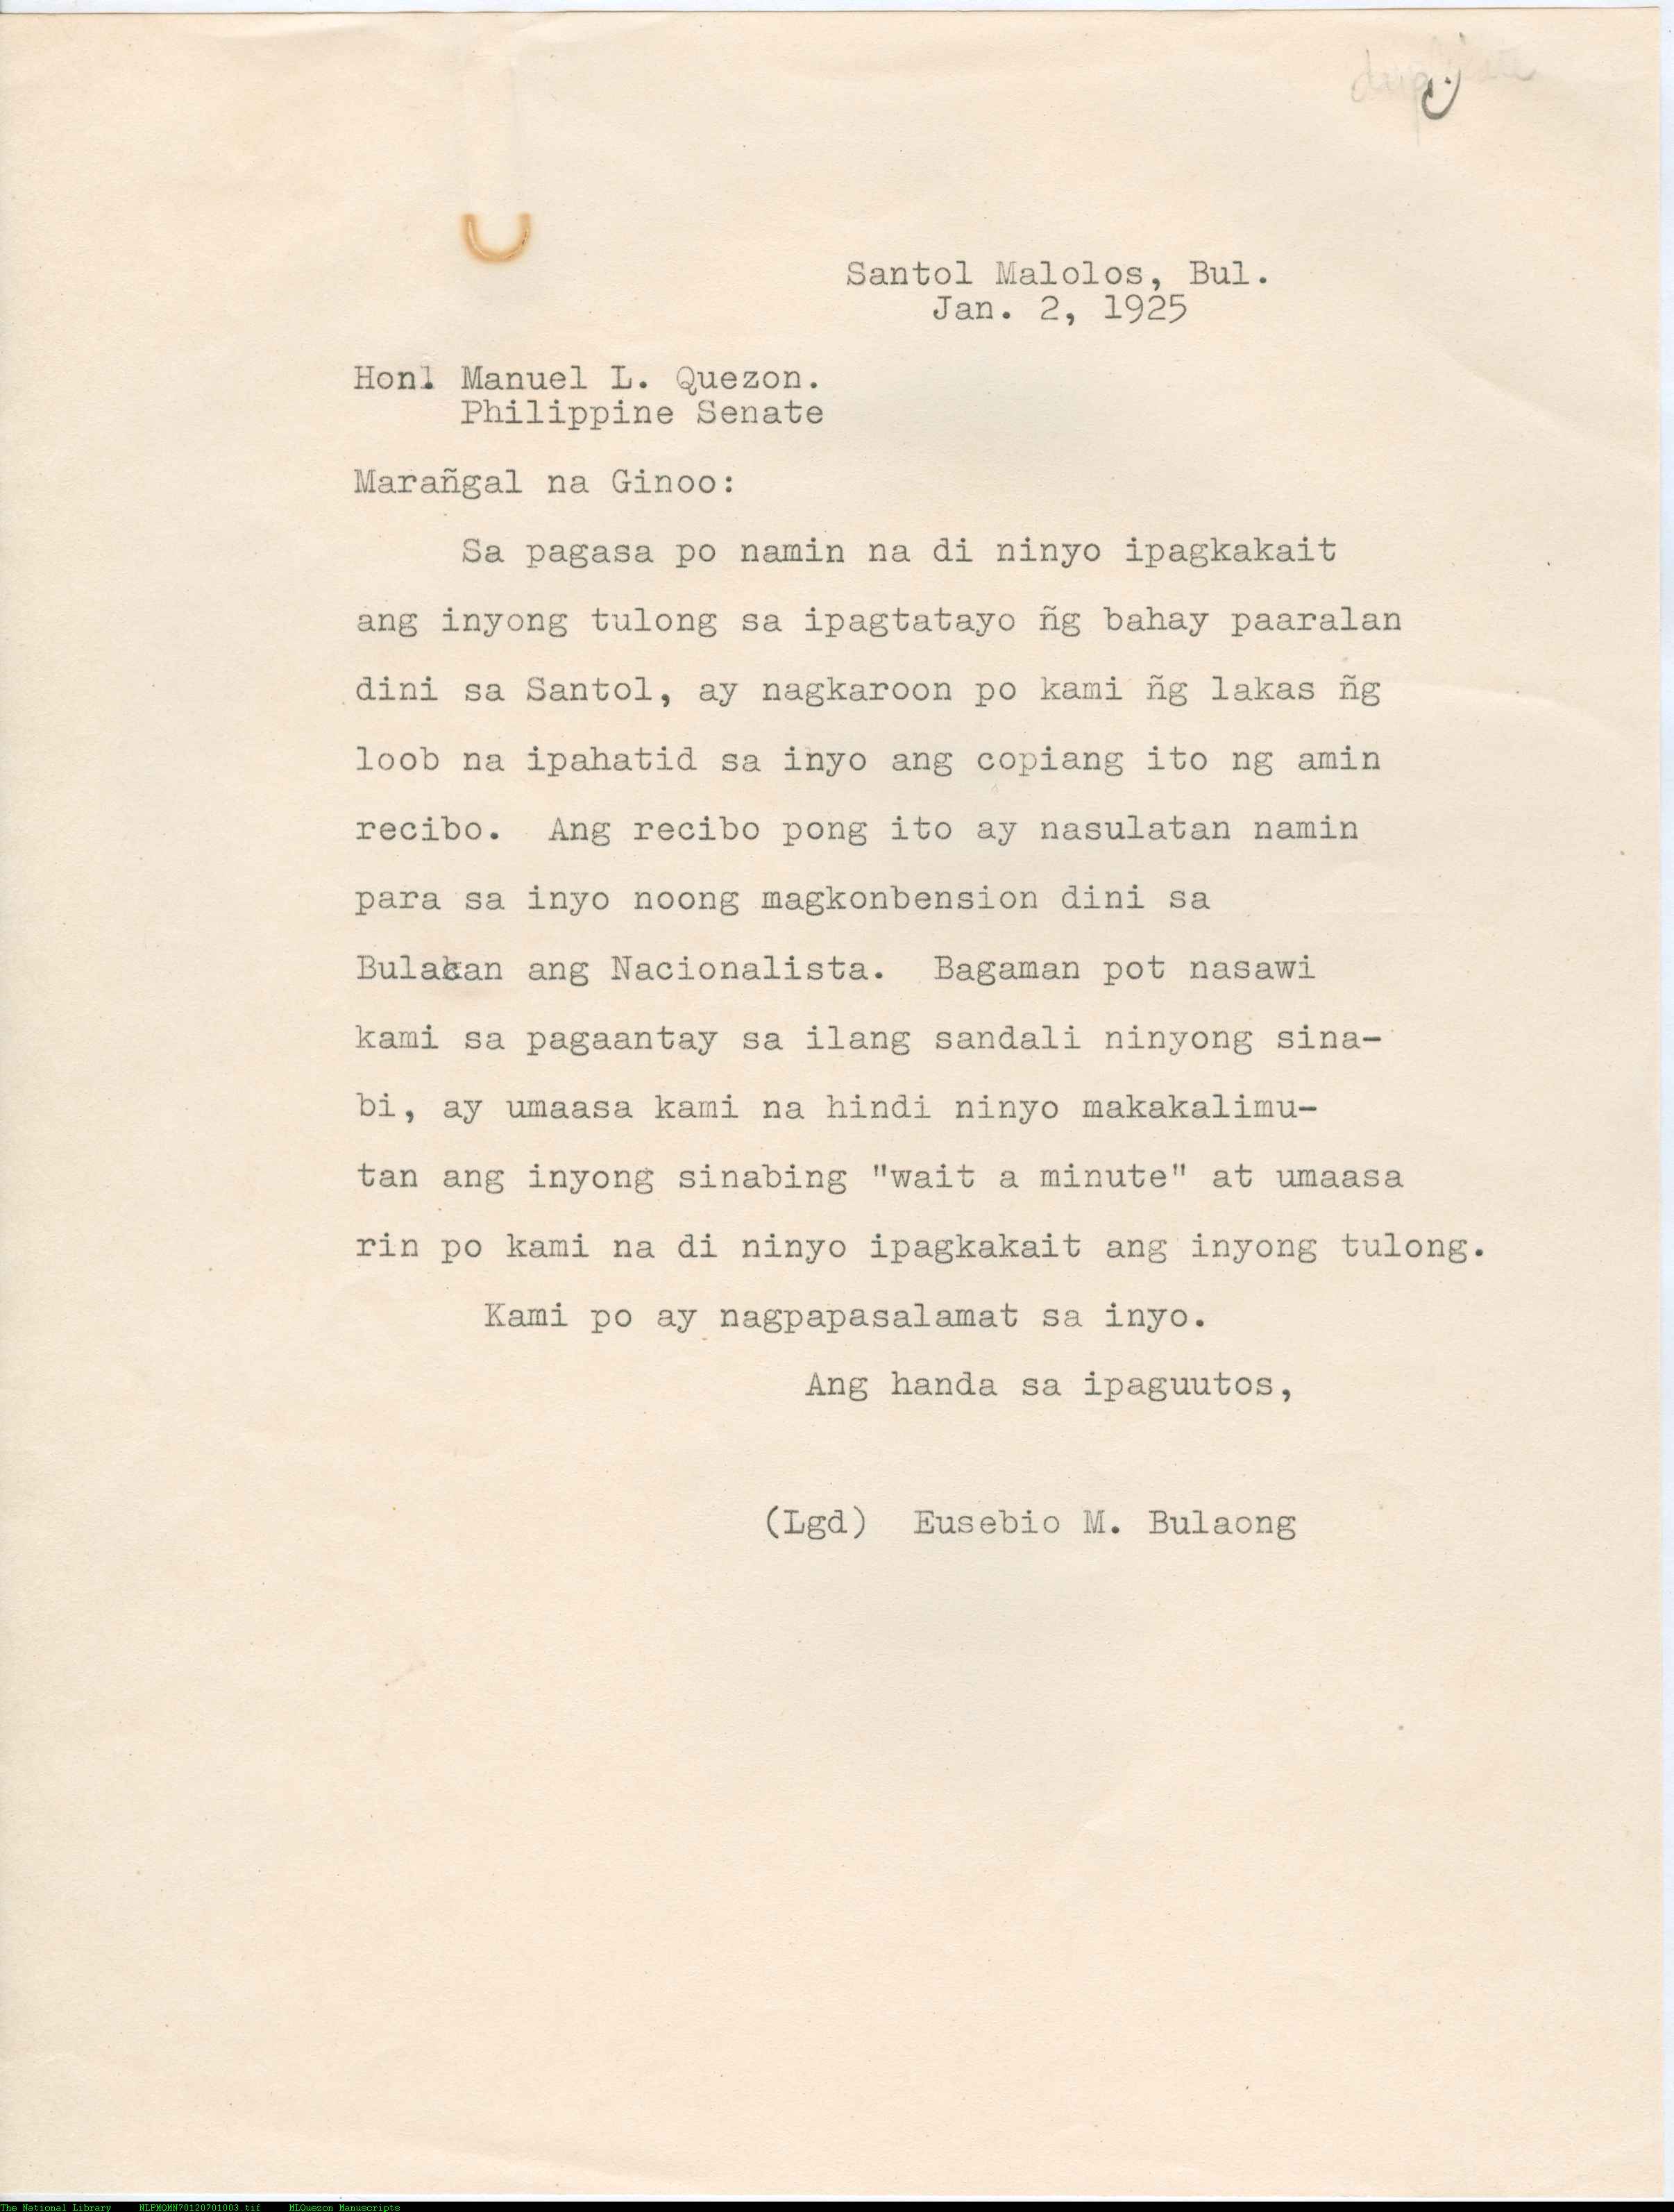 Santol Malolos, Bul.
Jan. 2, 1925
Hon. Manuel L. Quezon.
Philippine Senate
Marañgal na Ginoo:
Sa pagasa po namin na di ninyo ipagkakait
ang inyong tulong sa ipagtatayo ñg bahay paaralan
dini sa Santol, ay nagkaroon po kami ñg lakas ñg
loob na ipahatid sa inyo ang copiang ito ng amin
recibo. Ang recibo pong ito ay nasulatan namin
para sa inyo noong magkonbension dini sa
Bulakan ang Nacionalista. Bagaman pot nasawi
kami sa pagaantay sa ilang sandali ninyong sina-
bi, ay umaasa kami na hindi ninyo makakalimu-
tan ang inyong sinabing "wait a minute" at umaasa
rin po kami na di ninyo ipagkakait ang inyong tulong.
Kami po ay nagpapasalamat sa inyo.
Ang handa sa ipaguutos,
(Lgd) Eusebio M. Bulaong
The National Library NLPMQMN70120701003.tif MLQuezon Manuscripts